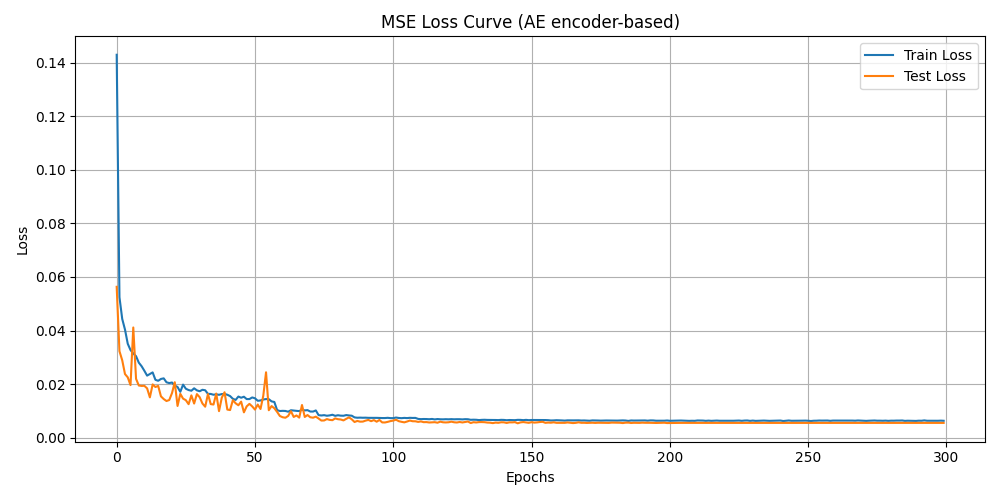 MSE Loss Curve (AE encoder-based)
Train Loss
Test Loss
Loss
0.14
0.12
0.10
0.08
0.06
0.04
0.02
0.00
0 50 100 150 200 250 300
Epochs